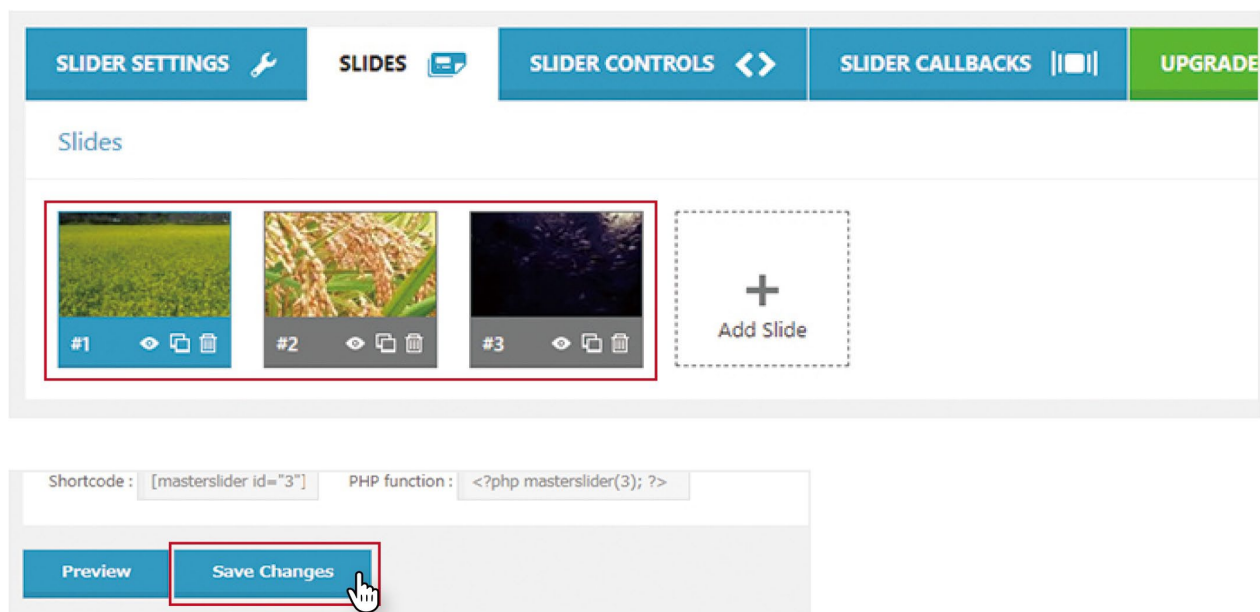 SLIDER SETTINGS SLIDES SLIDER CONTROLS SLIDER CALLBACKS UPGRADE
Slides
#1 #2 #3
Add Slide
Shortcode : [masterslider id="3"] PHP function : <?php masterslider(3); ?>
Preview Save Changes